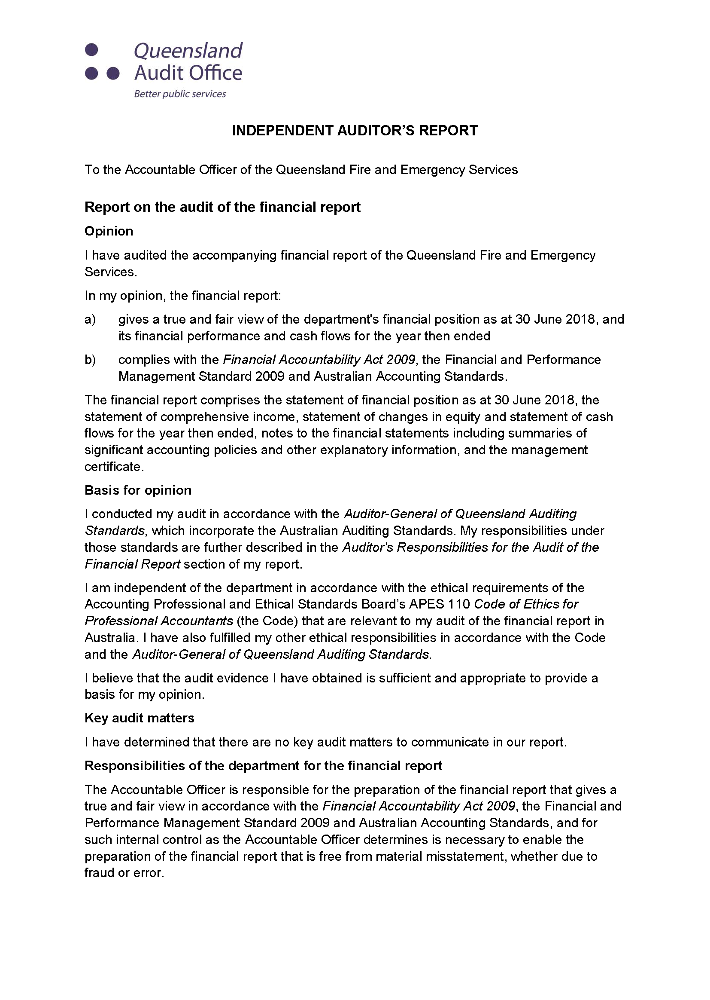 Queensland
Audit Office
Better public services
INDEPENDENT AUDITOR’S REPORT
To the Accountable Officer of the Queensland Fire and Emergency Services
Report on the audit of the financial report
Opinion
I have audited the accompanying financial report of the Queensland Fire and Emergency
Services.
In my opinion, the financial report:
a) gives a true and fair view of the department's financial position as at 30 June 2018, and
its financial performance and cash flows for the year then ended
b) complies with the Financial Accountability Act 2009, the Financial and Performance
Management Standard 2009 and Australian Accounting Standards.
The financial report comprises the statement of financial position as at 30 June 2018, the
statement of comprehensive income, statement of changes in equity and statement of cash
flows for the year then ended, notes to the financial statements including summaries of
significant accounting policies and other explanatory information, and the management
certificate.
Basis for opinion
I conducted my audit in accordance with the Auditor-General of Queensland Auditing
Standards, which incorporate the Australian Auditing Standards. My responsibilities under
those standards are further described in the Auditor’s Responsibilities for the Audit of the
Financial Report section of my report.
I am independent of the department in accordance with the ethical requirements of the
Accounting Professional and Ethical Standards Board’s APES 110 Code of Ethics for
Professional Accountants (the Code) that are relevant to my audit of the financial report in
Australia. I have also fulfilled my other ethical responsibilities in accordance with the Code
and the Auditor-General of Queensland Auditing Standards.
I believe that the audit evidence I have obtained is sufficient and appropriate to provide a
basis for my opinion.
Key audit matters
I have determined that there are no key audit matters to communicate in our report.
Responsibilities of the department for the financial report
The Accountable Officer is responsible for the preparation of the financial report that gives a
true and fair view in accordance with the Financial Accountability Act 2009, the Financial and
Performance Management Standard 2009 and Australian Accounting Standards, and for
such internal control as the Accountable Officer determines is necessary to enable the
preparation of the financial report that is free from material misstatement, whether due to
fraud or error.